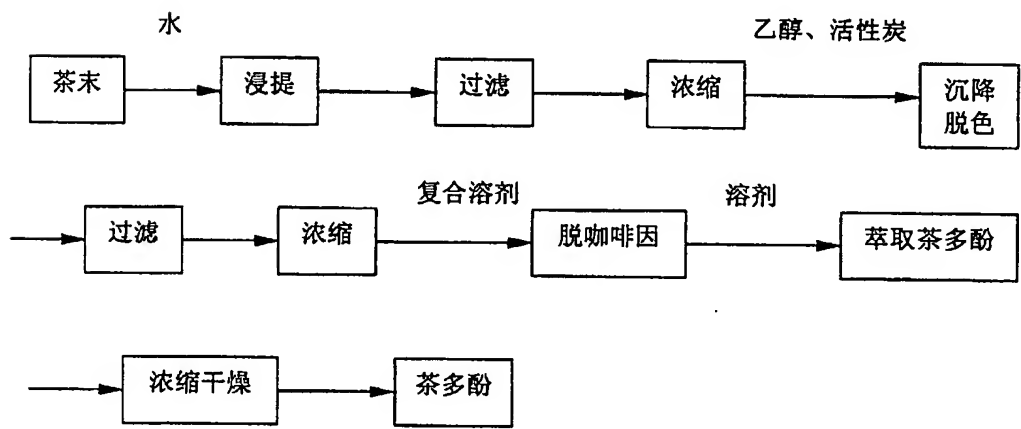 水
乙醇、活性炭
茶末
浸提
过滤
浓缩
沉降
脱色
复合溶剂
溶剂
过滤
浓缩
脱咖啡因
萃取茶多酚
浓缩干燥
茶多酚